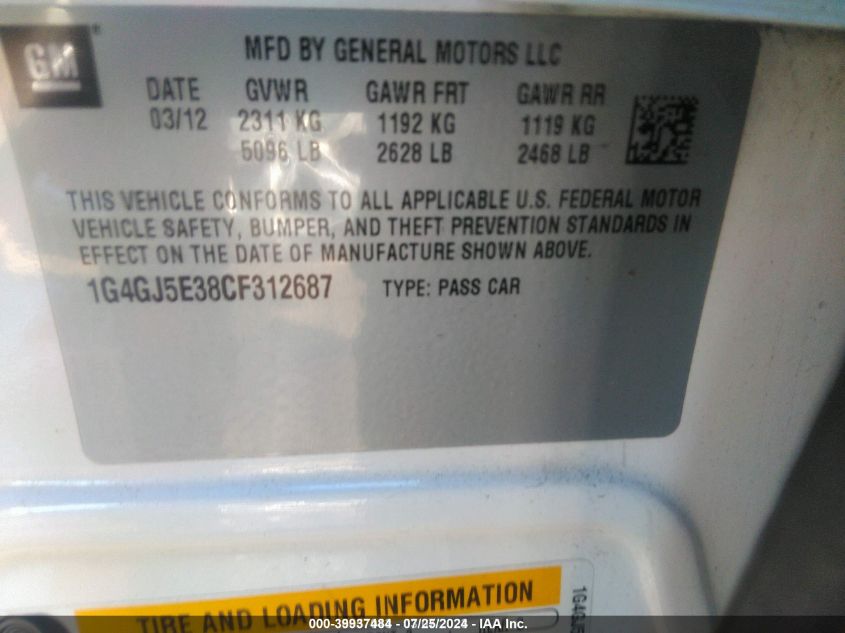 GM
MFD BY GENERAL MOTORS LLC
DATE GVWR GAWR FRT GAWR RR
03/12 2311 KG 1192 KG 1119 KG
5096 LB 2628 LB 2468 LB
THIS VEHICLE CONFORMS TO ALL APPLICABLE U.S. FEDERAL MOTOR
VEHICLE SAFETY, BUMPER, AND THEFT PREVENTION STANDARDS IN
EFFECT ON THE DATE OF MANUFACTURE SHOWN ABOVE.
1G4GJ5E38CF312687 TYPE: PASS CAR
TIRE AND LOADING INFORMATION
1G4GJ5
000-39937484 - 07/25/2024 - IAA Inc.